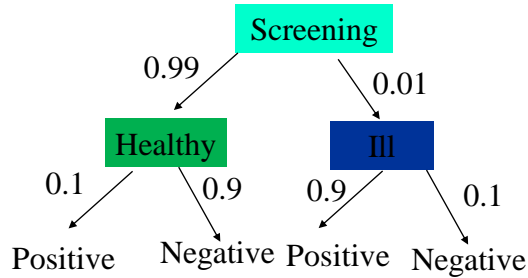 Screening
0.99
0.01
Healthy
Ill
0.1
0.9
0.9
0.1
Positive
Negative
Positive
Negative